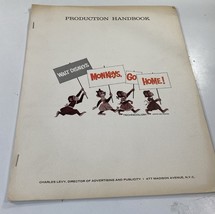 PRODUCTION HANDBOOK
WALT DISNEY'S
MONKEYS,
GO
HOME!
CHARLES LEVY, DIRECTOR OF ADVERTISING AND PUBLICITY • 477 MADISON AVENUE, N.Y.C.